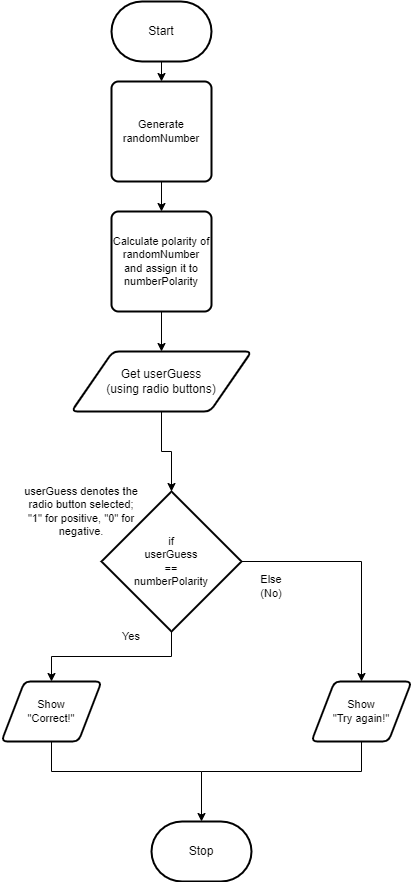 Start
Generate
randomNumber
Calculate polarity of
randomNumber
and assign it to
numberPolarity
Get userGuess
(using radio buttons)
userGuess denotes the
radio button selected;
"1" for positive, "0" for
negative.
if
userGuess
==
numberPolarity
Else
(No)
Yes
Show
"Correct!"
Show
"Try again!"
Stop